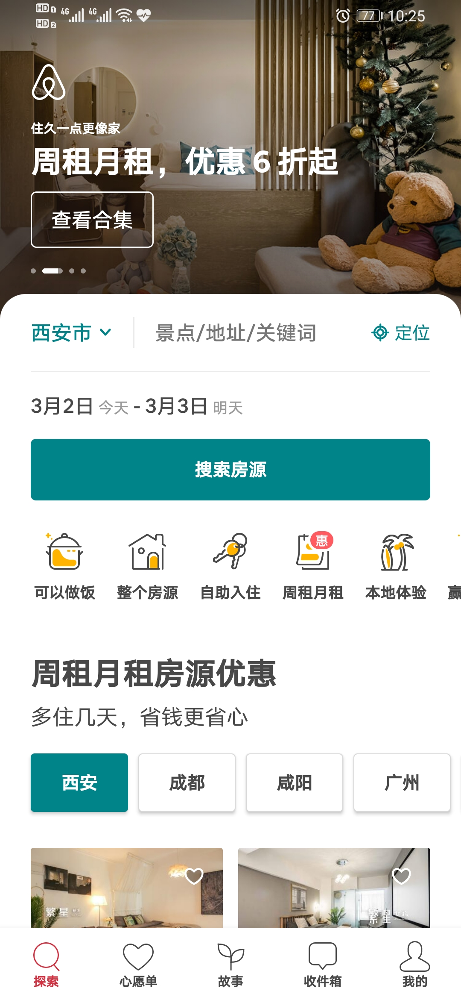 HD 1 4G 4G
HD 2
77 10:25
住久一点更像家
周租月租，优惠 6 折起
查看合集
西安市 景点/地址/关键词 定位
3月2日 今天 - 3月3日 明天
搜索房源
惠
可以做饭 整个房源 自助入住 周租月租 本地体验
周租月租房源优惠
多住几天，省钱更省心
西安 成都 咸阳 广州
繁星
繁星
探索 心愿单 故事 收件箱 我的